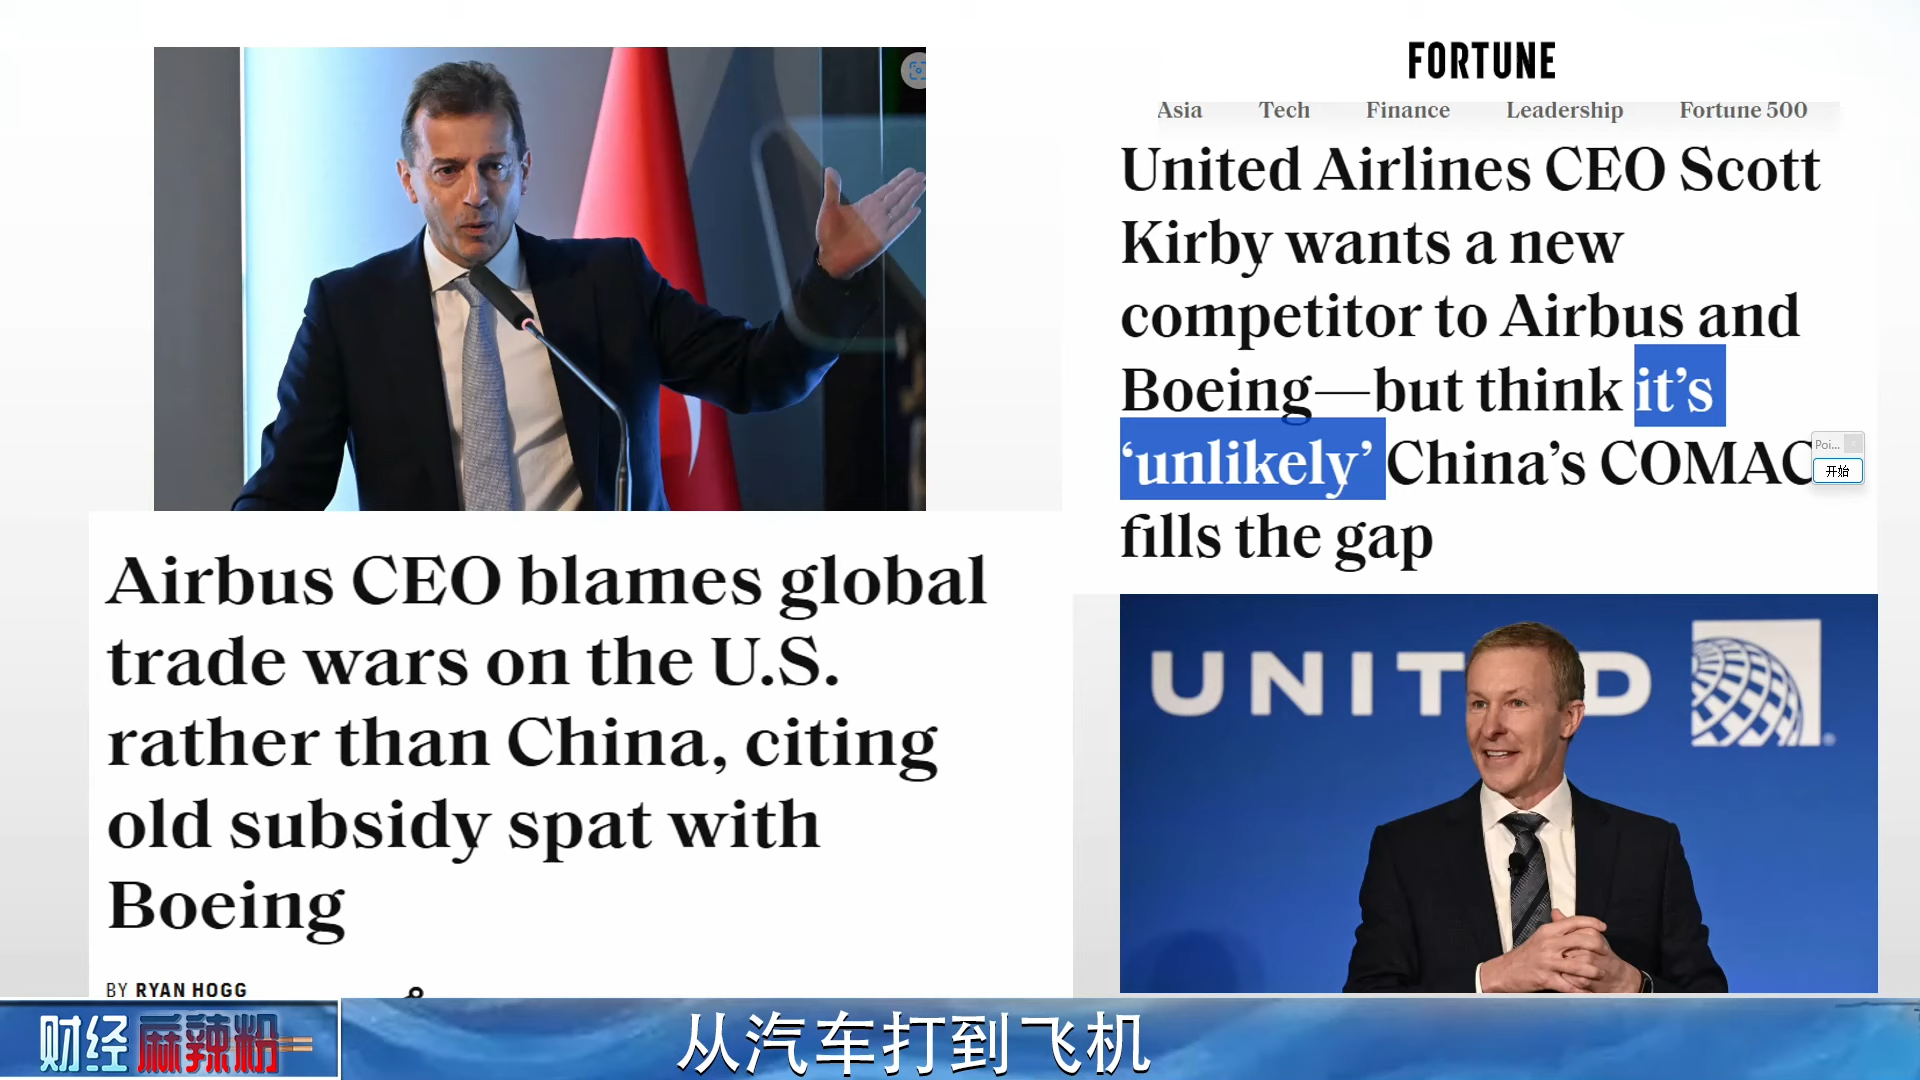 FORTUNE
Asia Tech Finance Leadership Fortune 500
United Airlines CEO Scott
Kirby wants a new
competitor to Airbus and
Boeing—but think it’s
‘unlikely’ China’s COMAC
fills the gap
Poi...
开始
Airbus CEO blames global
trade wars on the U.S.
rather than China, citing
old subsidy spat with
Boeing
BY RYAN HOGG
UNITED
财经麻辣粉
从汽车打到飞机